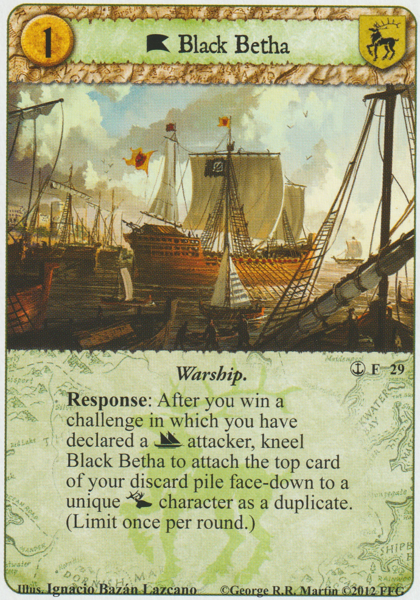 1
Black Betha
Warship.
F 29
Response: After you win a
challenge in which you have
declared a attacker, kneel
Black Betha to attach the top card
of your discard pile face-down to a
unique character as a duplicate.
(Limit once per round.)
Illus. Ignacio Bazán Lazcano ©George R.R. Martin ©2012 FFG